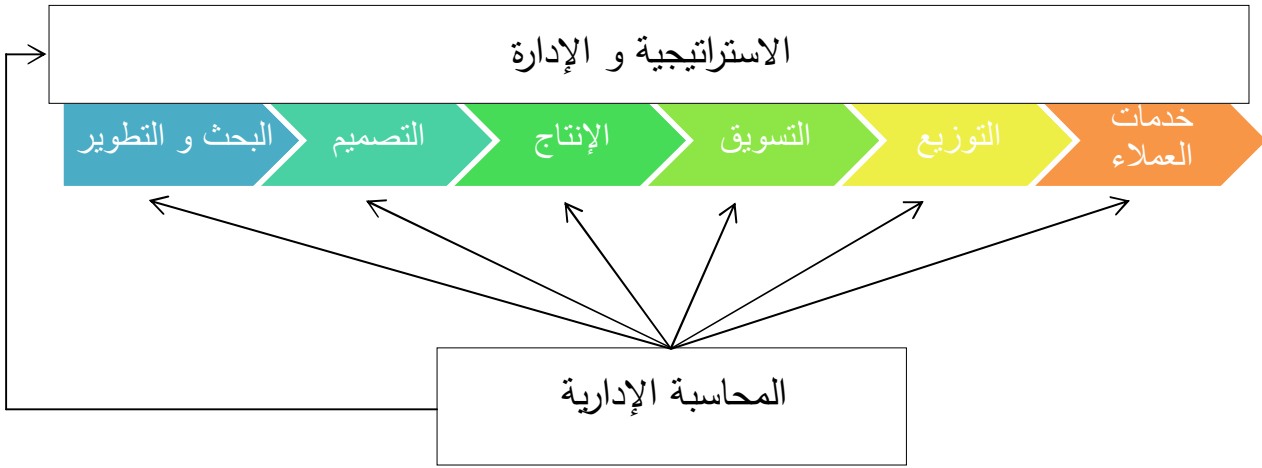 الاستراتيجية و الإدارة
البحث و التطوير
التصميم
الإنتاج
التسويق
التوزيع
خدمات
العملاء
المحاسبة الإدارية